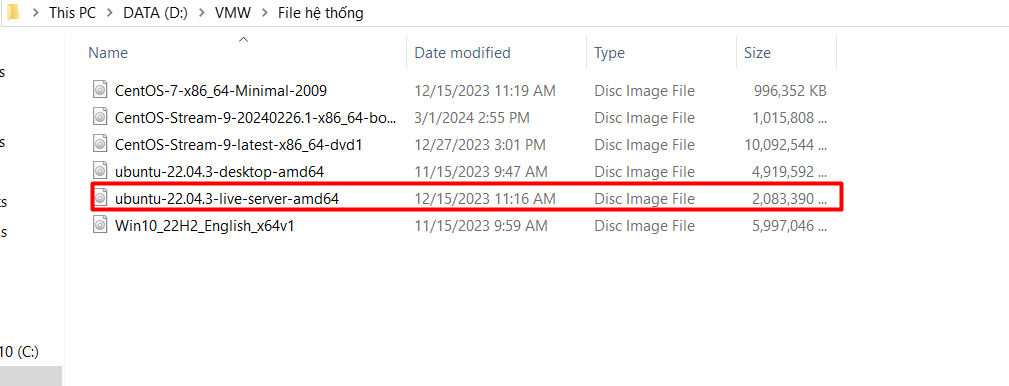 This PC > DATA (D:) > VMW > File hệ thống
Name Date modified Type Size
CentOS-7-x86_64-Minimal-2009 12/15/2023 11:19 AM Disc Image File 996,352 KB
CentOS-Stream-9-20240226.1-x86_64-bo... 3/1/2024 2:55 PM Disc Image File 1,015,808 ...
CentOS-Stream-9-latest-x86_64-dvd1 12/27/2023 3:01 PM Disc Image File 10,092,544 ...
ubuntu-22.04.3-desktop-amd64 11/15/2023 9:47 AM Disc Image File 4,919,592 ...
ubuntu-22.04.3-live-server-amd64 12/15/2023 11:16 AM Disc Image File 2,083,390 ...
Win10_22H2_English_x64v1 11/15/2023 9:59 AM Disc Image File 5,997,046 ...
10 (C:)